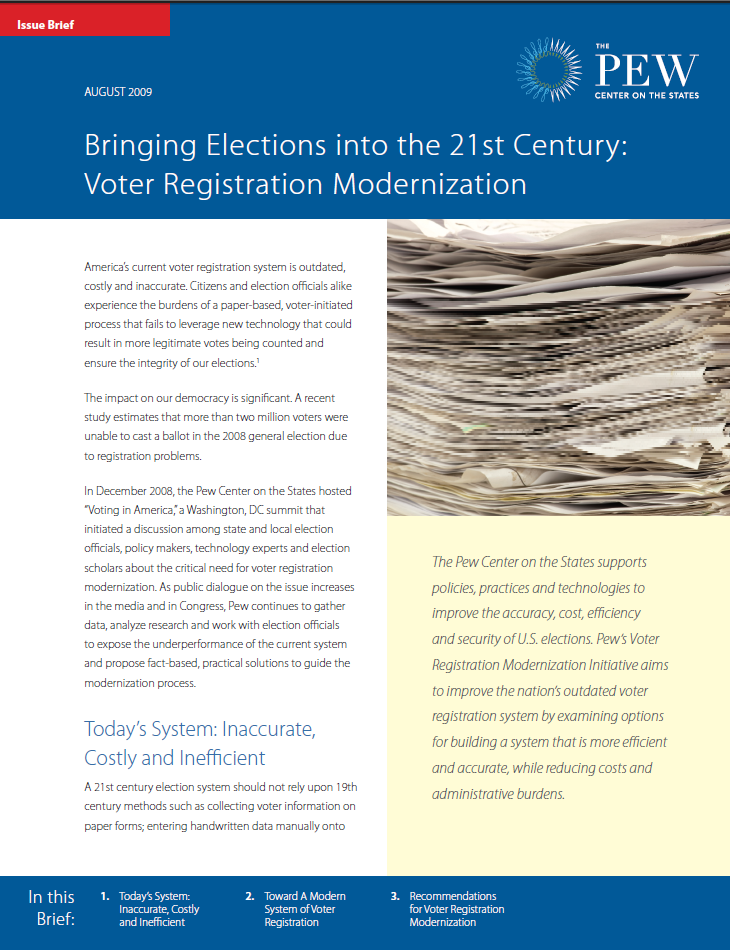 Issue Brief
THE
PEW
CENTER ON THE STATES
AUGUST 2009
Bringing Elections into the 21st Century:
Voter Registration Modernization
America's current voter registration system is outdated,
costly and inaccurate. Citizens and election officials alike
experience the burdens of a paper-based, voter-initiated
process that fails to leverage new technology that could
result in more legitimate votes being counted and
ensure the integrity of our elections.¹
The impact on our democracy is significant. A recent
study estimates that more than two million voters were
unable to cast a ballot in the 2008 general election due
to registration problems.
In December 2008, the Pew Center on the States hosted
"Voting in America," a Washington, DC summit that
initiated a discussion among state and local election
officials, policy makers, technology experts and election
scholars about the critical need for voter registration
modernization. As public dialogue on the issue increases
in the media and in Congress, Pew continues to gather
data, analyze research and work with election officials
to expose the underperformance of the current system
and propose fact-based, practical solutions to guide the
modernization process.
Today's System: Inaccurate,
Costly and Inefficient
A 21st century election system should not rely upon 19th
century methods such as collecting voter information on
paper forms; entering handwritten data manually onto
The Pew Center on the States supports
policies, practices and technologies to
improve the accuracy, cost, efficiency
and security of U.S. elections. Pew's Voter
Registration Modernization Initiative aims
to improve the nation's outdated voter
registration system by examining options
for building a system that is more efficient
and accurate, while reducing costs and
administrative burdens.
In this
Brief:
1. Today's System:
Inaccurate, Costly
and Inefficient
2. Toward A Modern
System of Voter
Registration
3. Recommendations
for Voter Registration
Modernization